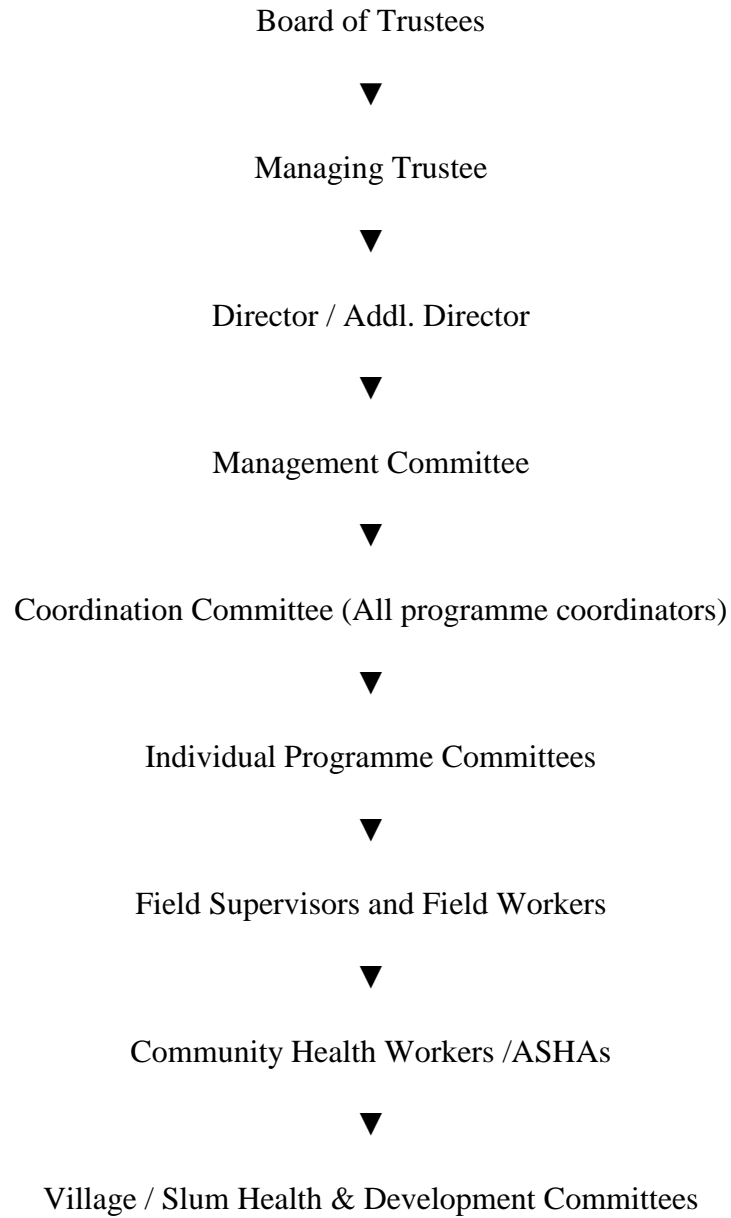 Board of Trustees
▼
Managing Trustee
▼
Director / Addl. Director
▼
Management Committee
▼
Coordination Committee (All programme coordinators)
▼
Individual Programme Committees
▼
Field Supervisors and Field Workers
▼
Community Health Workers /ASHAs
▼
Village / Slum Health & Development Committees